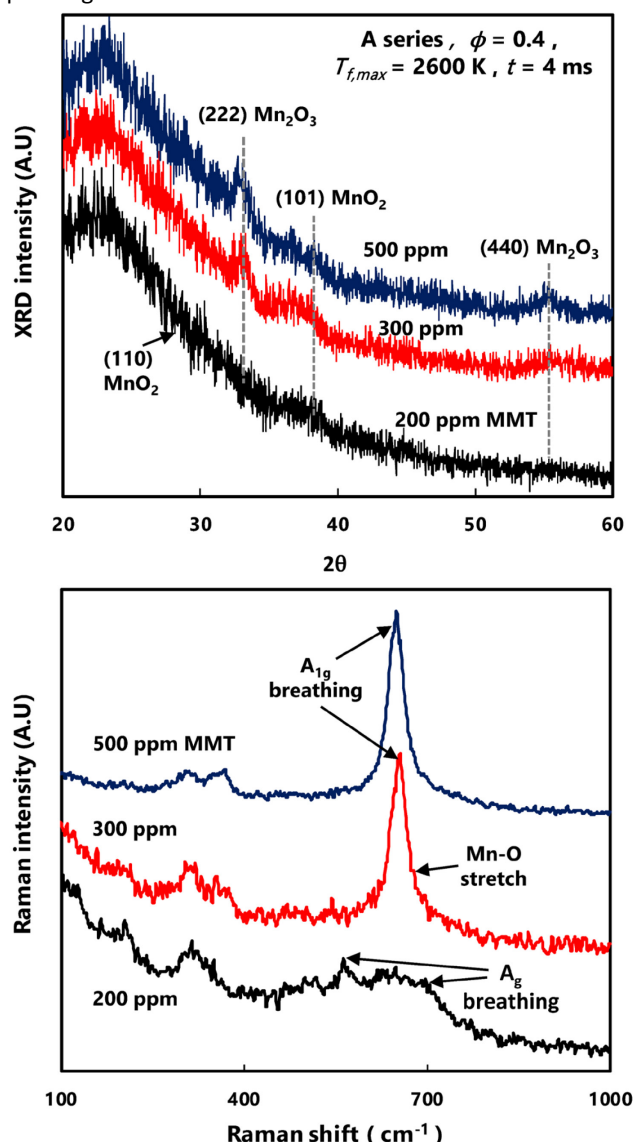 A series , ϕ = 0.4 ,
T_f,max = 2600 K , t = 4 ms
(222) Mn₂O₃
(101) MnO₂
500 ppm
(440) Mn₂O₃
300 ppm
(110)
MnO₂
200 ppm MMT
XRD intensity (A.U)
20 30 40 50 60
2θ
A₁g
breathing
500 ppm MMT
300 ppm
Mn-O
stretch
Ag
breathing
200 ppm
Raman intensity (A.U)
100 400 700 1000
Raman shift ( cm⁻¹ )